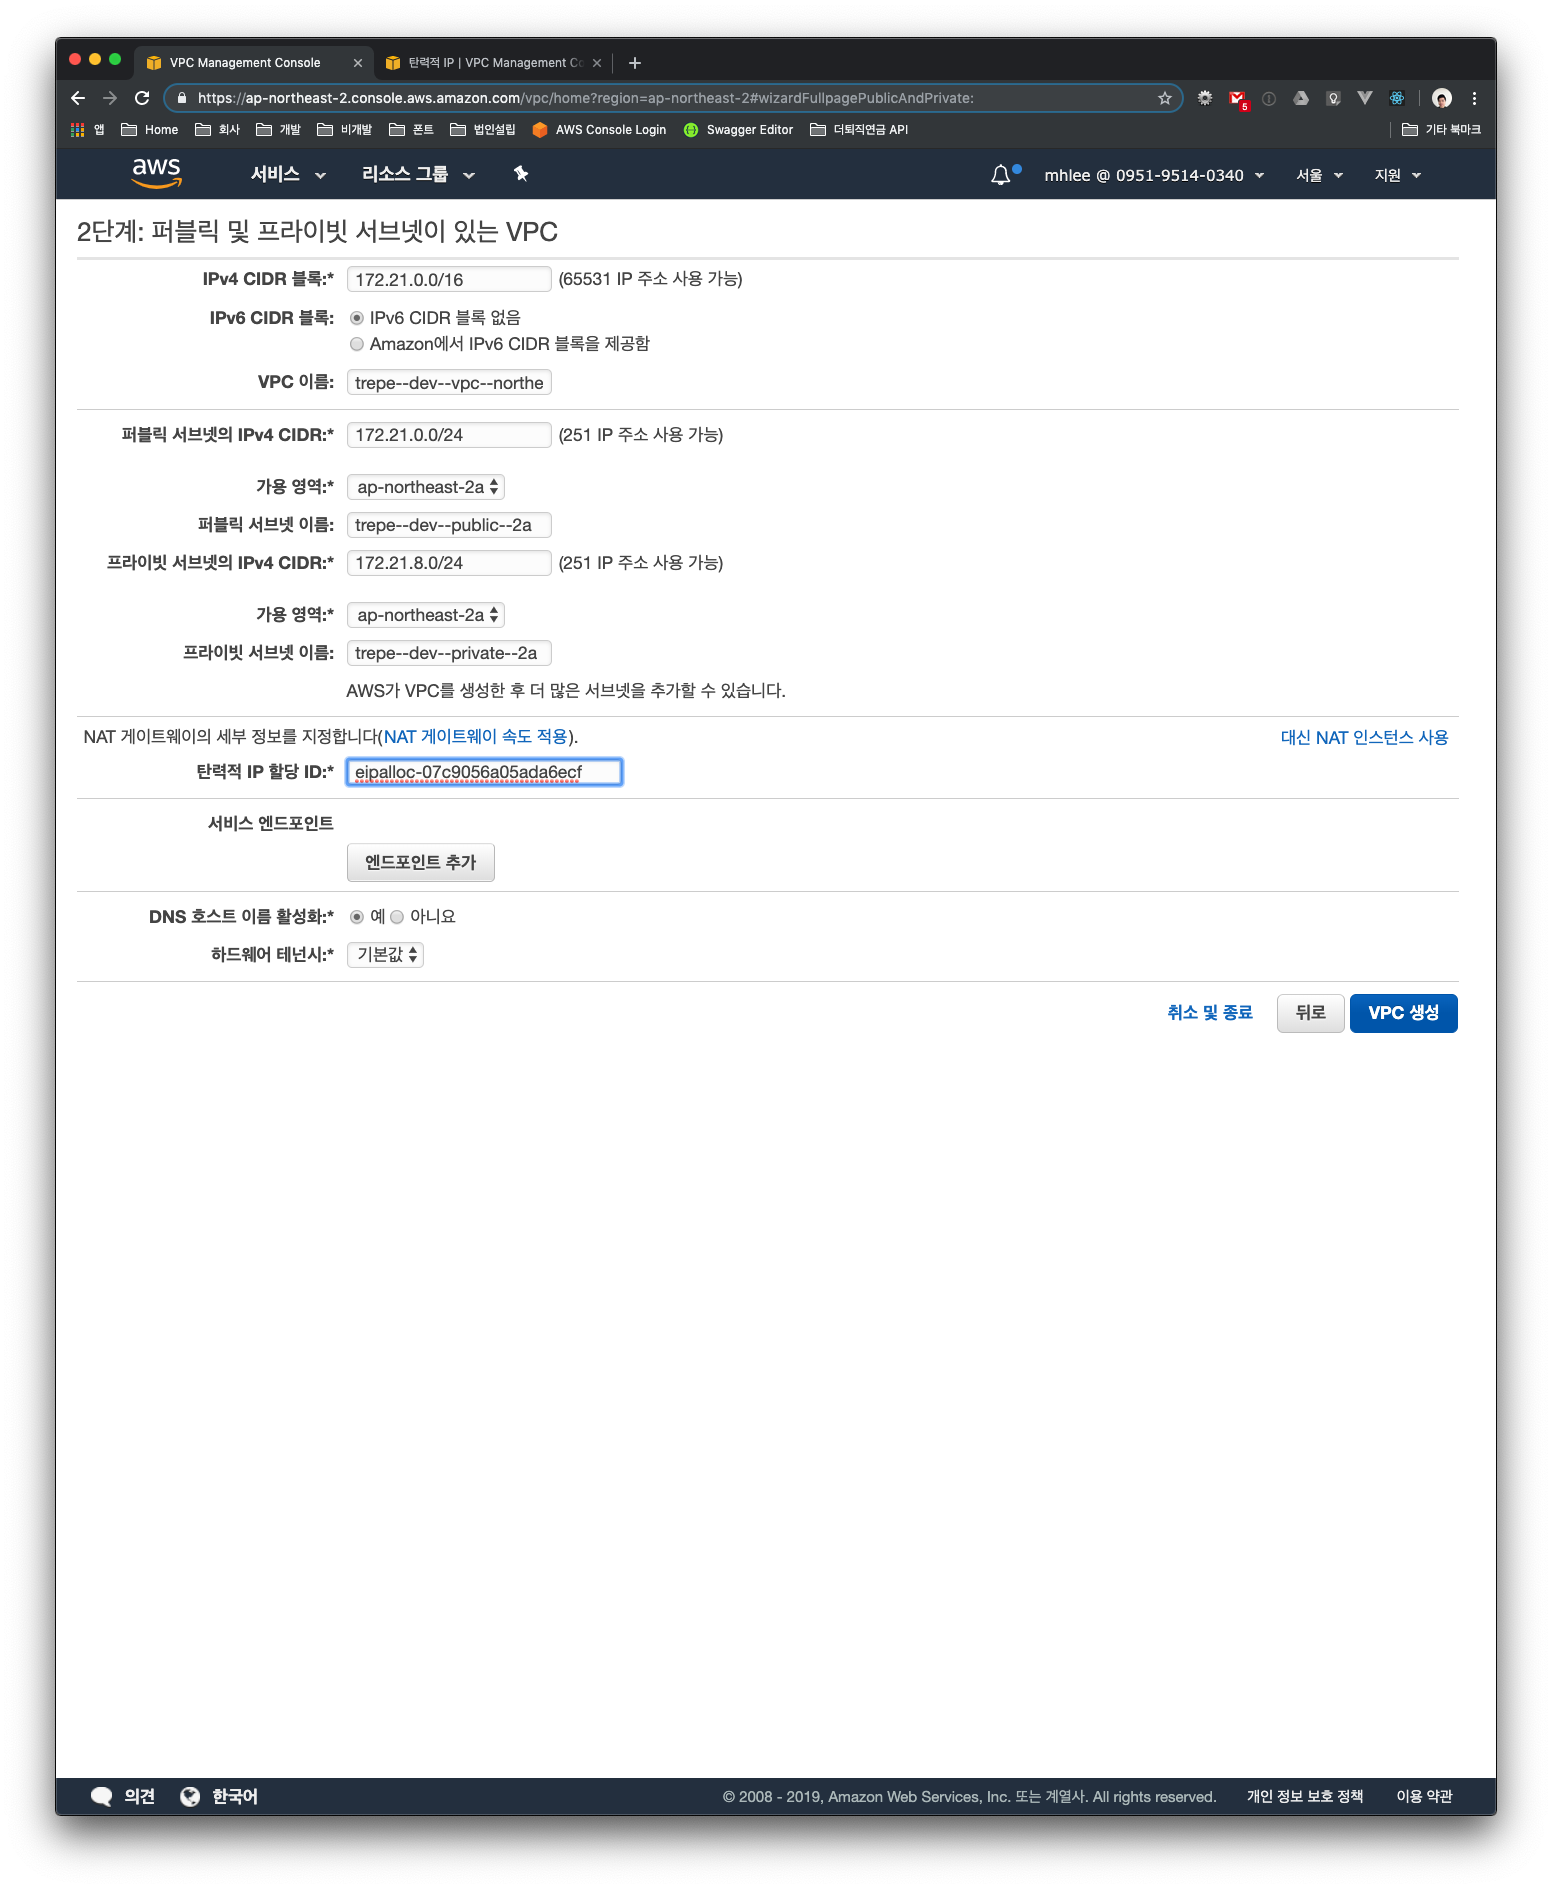 VPC Management Console
탄력적 IP | VPC Management Co
https://ap-northeast-2.console.aws.amazon.com/vpc/home?region=ap-northeast-2#wizardFullpagePublicAndPrivate:
5
앱 Home 회사 개발 비개발 폰트 법인설립 AWS Console Login Swagger Editor 더퇴직연금 API 기타 북마크
aws 서비스 리소스 그룹 mhlee @ 0951-9514-0340 서울 지원
2단계: 퍼블릭 및 프라이빗 서브넷이 있는 VPC
IPv4 CIDR 블록:* 172.21.0.0/16 (65531 IP 주소 사용 가능)
IPv6 CIDR 블록: IPv6 CIDR 블록 없음
Amazon에서 IPv6 CIDR 블록을 제공함
VPC 이름: trepe--dev--vpc--northe
퍼블릭 서브넷의 IPv4 CIDR:* 172.21.0.0/24 (251 IP 주소 사용 가능)
가용 영역:* ap-northeast-2a
퍼블릭 서브넷 이름: trepe--dev--public--2a
프라이빗 서브넷의 IPv4 CIDR:* 172.21.8.0/24 (251 IP 주소 사용 가능)
가용 영역:* ap-northeast-2a
프라이빗 서브넷 이름: trepe--dev--private--2a
AWS가 VPC를 생성한 후 더 많은 서브넷을 추가할 수 있습니다.
NAT 게이트웨이의 세부 정보를 지정합니다(NAT 게이트웨이 속도 적용). 대신 NAT 인스턴스 사용
탄력적 IP 할당 ID:* eipalloc-07c9056a05ada6ecf
서비스 엔드포인트
엔드포인트 추가
DNS 호스트 이름 활성화:* 예 아니요
하드웨어 테넌시:* 기본값
취소 및 종료 뒤로 VPC 생성
의견 한국어 © 2008 - 2019, Amazon Web Services, Inc. 또는 계열사. All rights reserved. 개인 정보 보호 정책 이용 약관